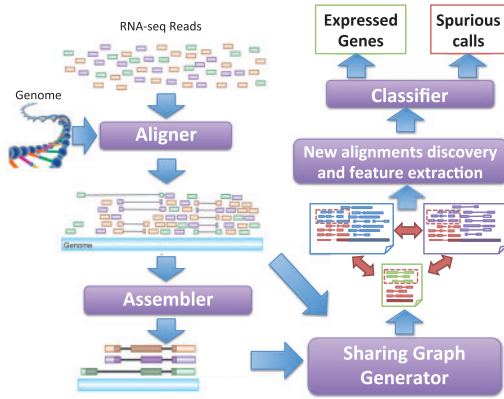 RNA-seq Reads
Genome
Aligner
Genome
Assembler
Expressed
Genes
Spurious
calls
Classifier
New alignments discovery
and feature extraction
Sharing Graph
Generator